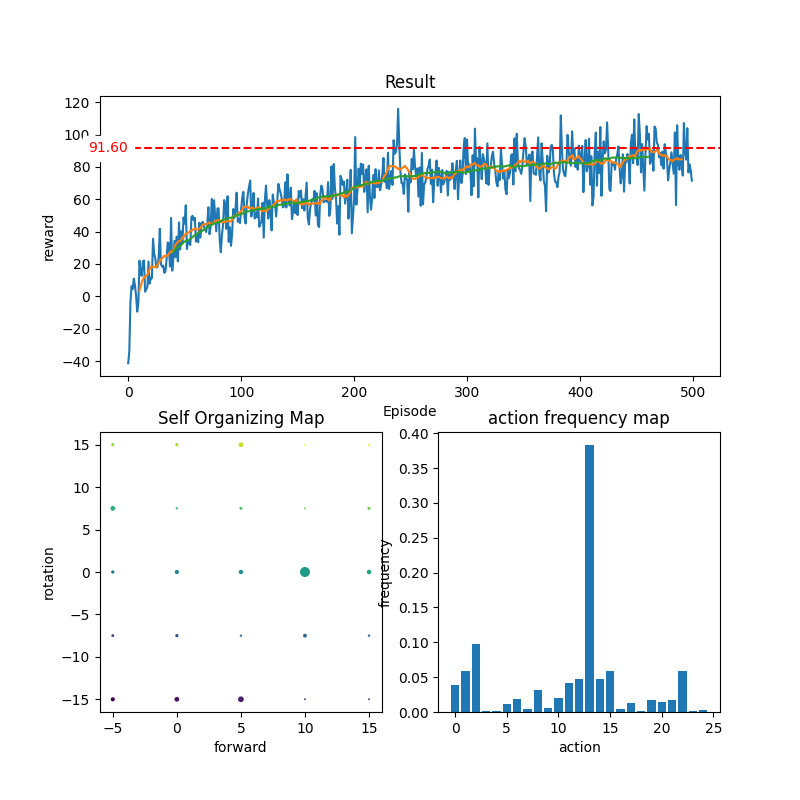 Result
120
100
91.60
80
60
40
20
0
−20
−40
reward
0 100 200 300 400 500
Episode
Self Organizing Map
15
10
5
0
−5
−10
−15
rotation
−5 0 5 10 15
forward
action frequency map
0.40
0.35
0.30
0.25
0.20
0.15
0.10
0.05
0.00
frequency
0 5 10 15 20 25
action